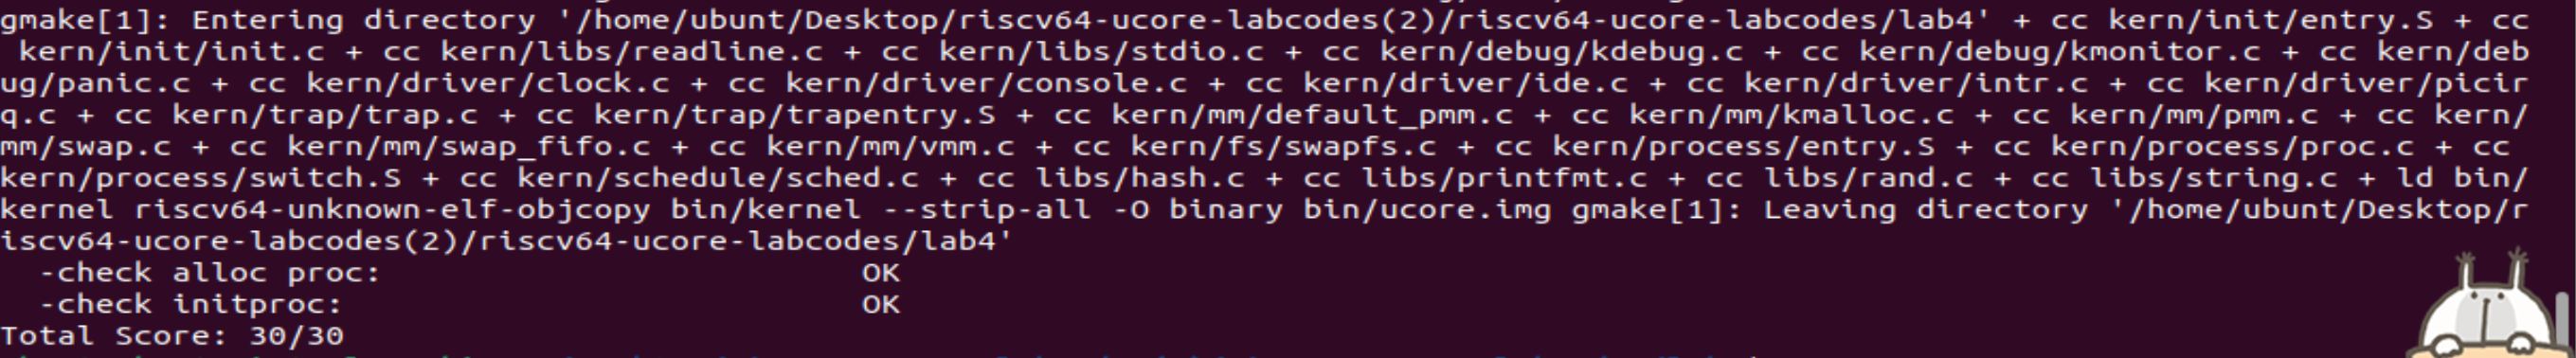 gmake[1]: Entering directory '/home/ubunt/Desktop/riscv64-ucore-labcodes(2)/riscv64-ucore-labcodes/lab4' + cc kern/init/entry.S + cc
 kern/init/init.c + cc kern/libs/readline.c + cc kern/libs/stdio.c + cc kern/debug/kdebug.c + cc kern/debug/kmonitor.c + cc kern/deb
ug/panic.c + cc kern/driver/clock.c + cc kern/driver/console.c + cc kern/driver/ide.c + cc kern/driver/intr.c + cc kern/driver/picir
q.c + cc kern/trap/trap.c + cc kern/trap/trapentry.S + cc kern/mm/default_pmm.c + cc kern/mm/kmalloc.c + cc kern/mm/pmm.c + cc kern/
mm/swap.c + cc kern/mm/swap_fifo.c + cc kern/mm/vmm.c + cc kern/fs/swapfs.c + cc kern/process/entry.S + cc kern/process/proc.c + cc
kern/process/switch.S + cc kern/schedule/sched.c + cc libs/hash.c + cc libs/printfmt.c + cc libs/rand.c + cc libs/string.c + ld bin/
kernel riscv64-unknown-elf-objcopy bin/kernel --strip-all -O binary bin/ucore.img gmake[1]: Leaving directory '/home/ubunt/Desktop/r
iscv64-ucore-labcodes(2)/riscv64-ucore-labcodes/lab4'
  -check alloc proc:                         OK
  -check initproc:                           OK
Total Score: 30/30